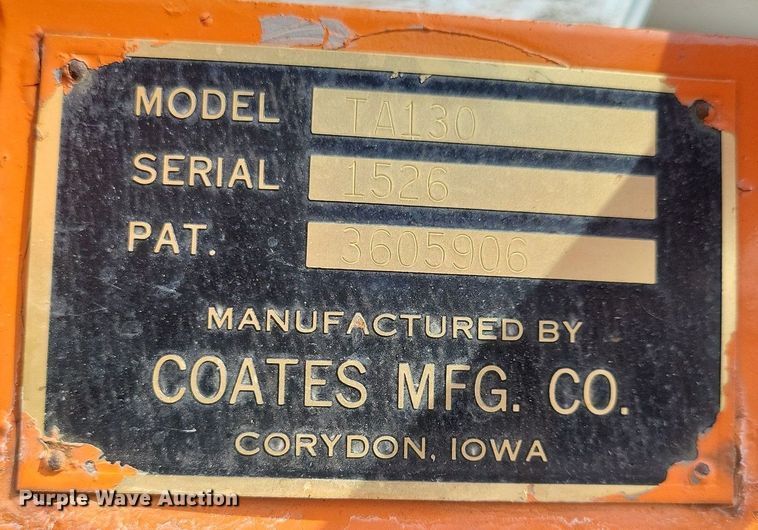 MODEL TA130
SERIAL 1526
PAT. 3605906
MANUFACTURED BY
COATES MFG. CO.
CORYDON, IOWA
Purple Wave Auction